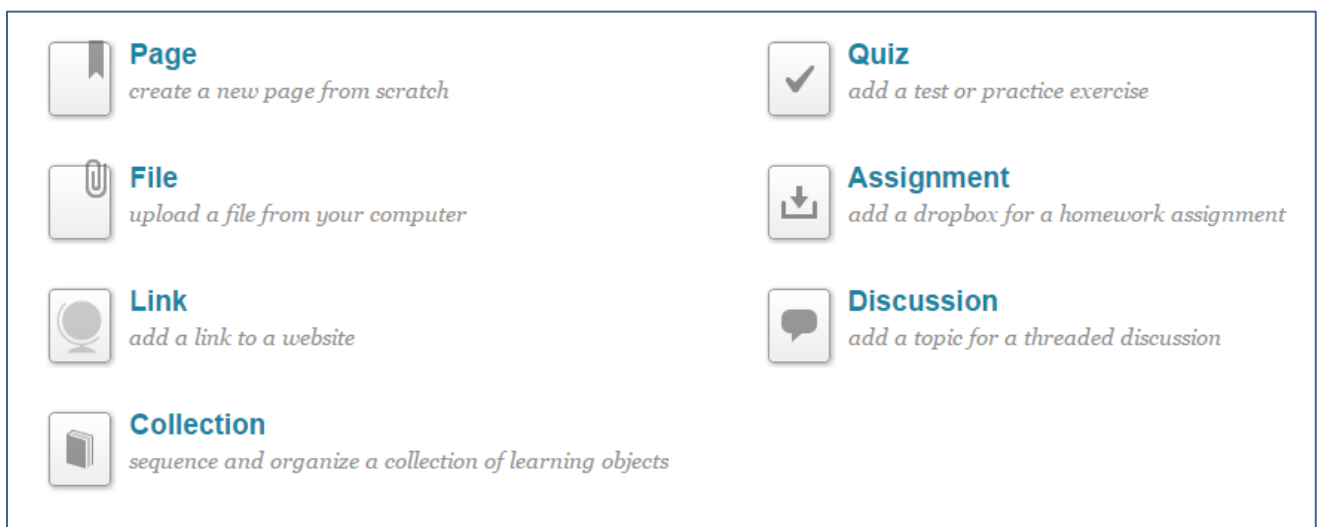 Page
create a new page from scratch
File
upload a file from your computer
Link
add a link to a website
Collection
sequence and organize a collection of learning objects
Quiz
add a test or practice exercise
Assignment
add a dropbox for a homework assignment
Discussion
add a topic for a threaded discussion